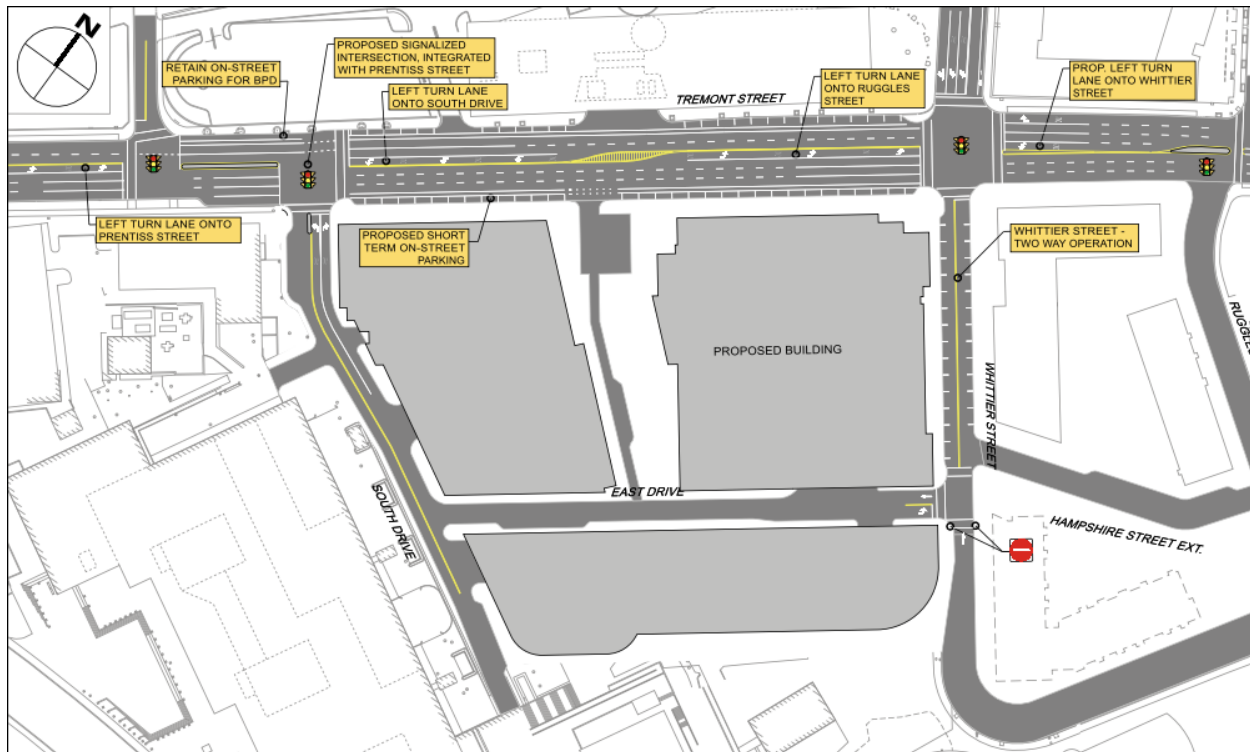 N
PROPOSED SIGNALIZED
INTERSECTION, INTEGRATED
WITH PRENTISS STREET
RETAIN ON-STREET
PARKING FOR BPD
LEFT TURN LANE
ONTO SOUTH DRIVE
TREMONT STREET
LEFT TURN LANE
ONTO RUGGLES
STREET
PROP. LEFT TURN
LANE ONTO WHITTIER
STREET
LEFT TURN LANE ONTO
PRENTISS STREET
PROPOSED SHORT
TERM ON-STREET
PARKING
WHITTIER STREET -
TWO WAY OPERATION
PROPOSED BUILDING
WHITTIER STREET
EAST DRIVE
SOUTH DRIVE
HAMPSHIRE STREET EXT.